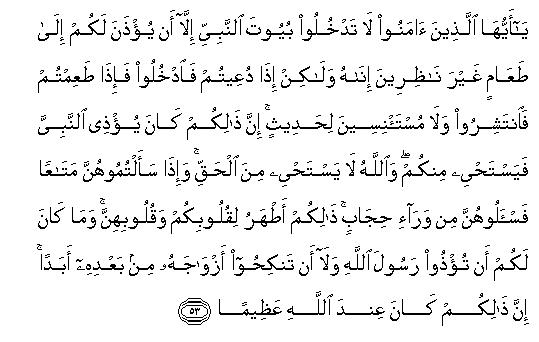 يَـٰٓأَيُّهَا ٱلَّذِينَ ءَامَنُوا۟ لَا تَدْخُلُوا۟ بُيُوتَ ٱلنَّبِىِّ إِلَّآ أَن يُؤْذَنَ لَكُمْ إِلَىٰ
طَعَامٍ غَيْرَ نَـٰظِرِينَ إِنَىٰهُ وَلَـٰكِنْ إِذَا دُعِيتُمْ فَٱدْخُلُوا۟ فَإِذَا طَعِمْتُمْ
فَٱنتَشِرُوا۟ وَلَا مُسْتَـْٔنِسِينَ لِحَدِيثٍ ۚ إِنَّ ذَٰلِكُمْ كَانَ يُؤْذِى ٱلنَّبِىَّ
فَيَسْتَحْىِۦ مِنكُمْ ۖ وَٱللَّهُ لَا يَسْتَحْىِۦ مِنَ ٱلْحَقِّ ۚ وَإِذَا سَأَلْتُمُوهُنَّ مَتَـٰعًا
فَسْـَٔلُوهُنَّ مِن وَرَآءِ حِجَابٍ ۚ ذَٰلِكُمْ أَطْهَرُ لِقُلُوبِكُمْ وَقُلُوبِهِنَّ ۚ وَمَا كَانَ
لَكُمْ أَن تُؤْذُوا۟ رَسُولَ ٱللَّهِ وَلَآ أَن تَنكِحُوٓا۟ أَزْوَٰجَهُۥ مِنۢ بَعْدِهِۦٓ أَبَدًا ۚ
إِنَّ ذَٰلِكُمْ كَانَ عِندَ ٱللَّهِ عَظِيمًا ٥٣